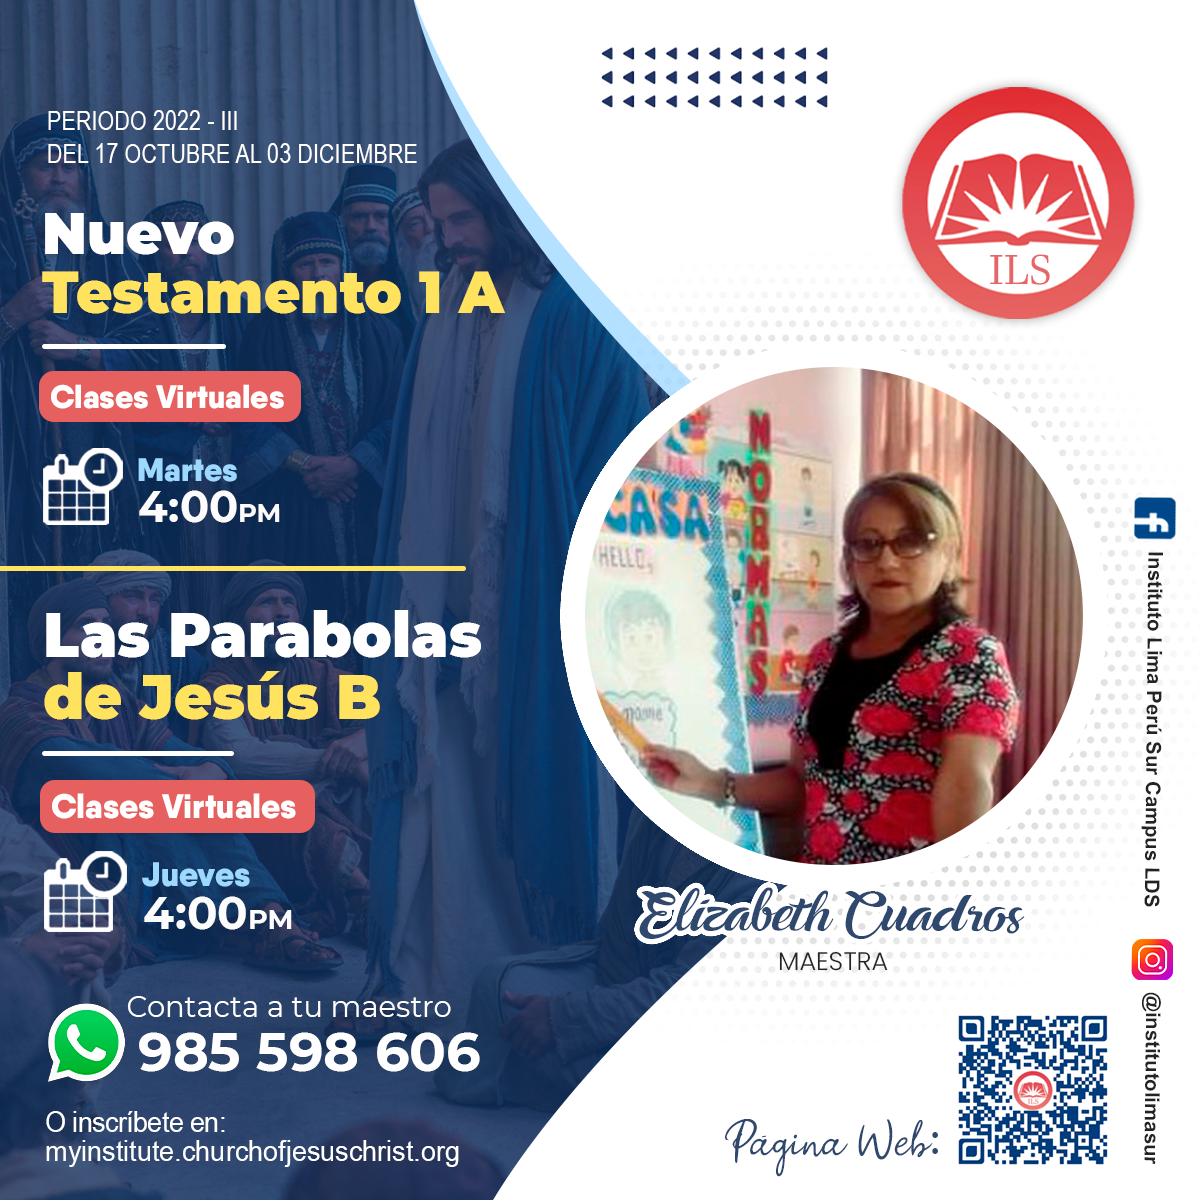 PERIODO 2022 - III
DEL 17 OCTUBRE AL 03 DICIEMBRE
Nuevo
Testamento 1 A
Clases Virtuales
Martes
4:00PM
Las Parabolas
de Jesús B
Clases Virtuales
Jueves
4:00PM
Contacta a tu maestro
985 598 606
O inscríbete en:
myinstitute.churchofjesuschrist.org
ILS
CASA
HELLO,
name
NORMAS
Elizabeth Cuadros
MAESTRA
Página Web:
ILS
Instituto Lima Perú Sur Campus LDS
@institutolimasur